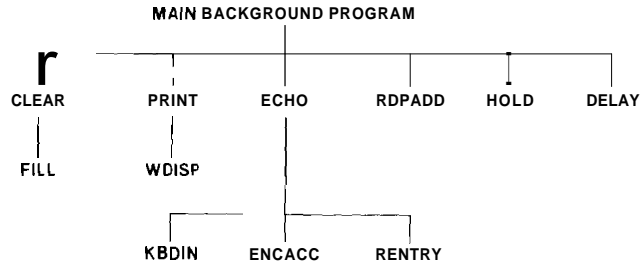 MAIN BACKGROUND PROGRAM
r
CLEAR PRINT ECHO RDPADD HOLD DELAY
FILL WDISP
KBDIN ENCACC RENTRY